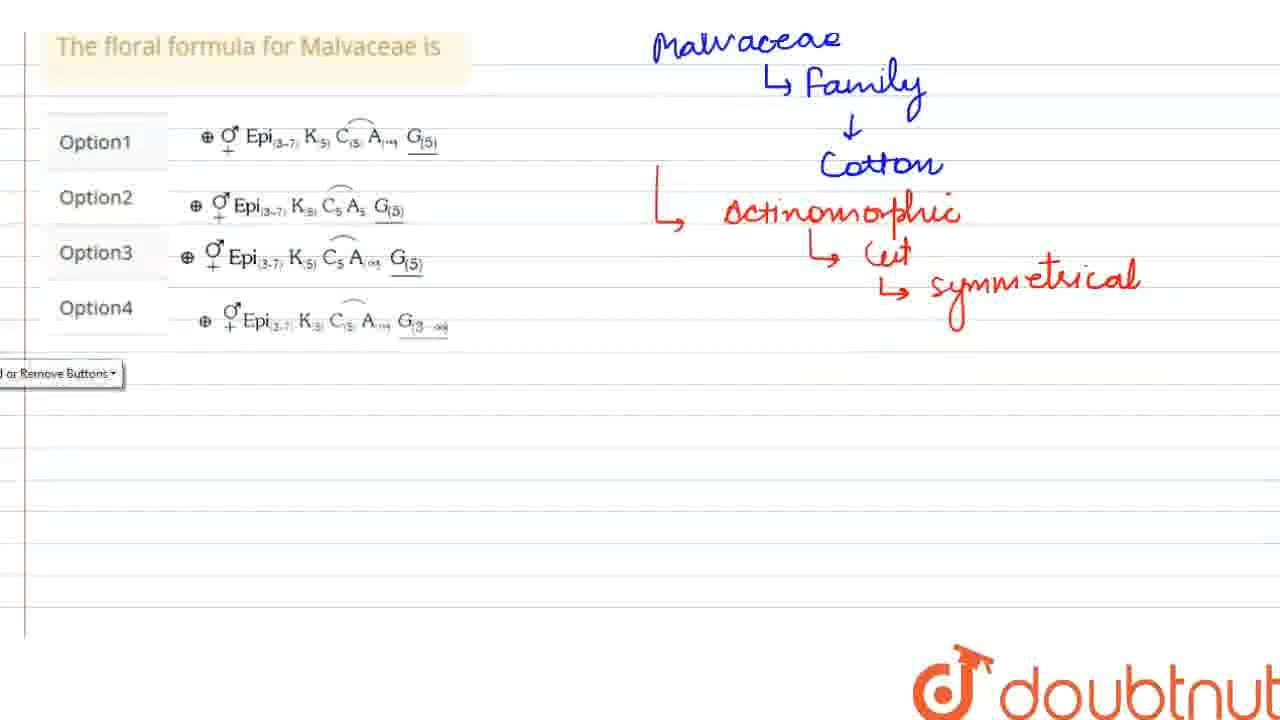 The floral formula for Malvaceae is
Option1 ⊕ ⚥ Epi(3-7) K(5) C(5) A(∞) G(5)
Option2 ⊕ ⚥ Epi(3-7) K(5) C5 A5 G(5)
Option3 ⊕ ⚥ Epi(3-7) K(5) C5 A(∞) G(5)
Option4 ⊕ ⚥ Epi(3-7) K(5) C(5) A(∞) G(3-∞)
or Remove Buttons
Malvaceae
↳ Family
↓
Cotton
↳ Actinomorphic
↳ Cut
↳ symmetrical
doubtnut